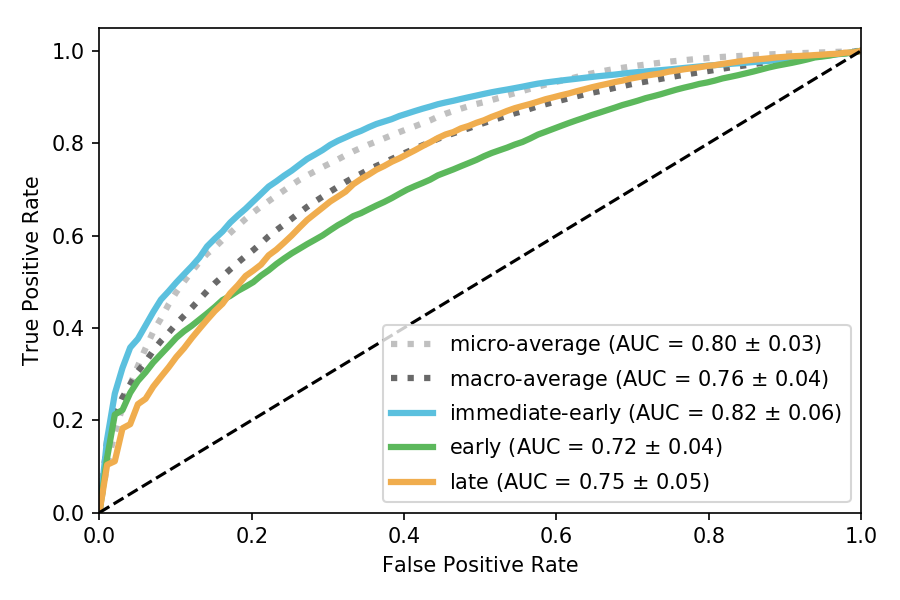 1.0
0.8
0.6
0.4
0.2
0.0
True Positive Rate
micro-average (AUC = 0.80 ± 0.03)
macro-average (AUC = 0.76 ± 0.04)
immediate-early (AUC = 0.82 ± 0.06)
early (AUC = 0.72 ± 0.04)
late (AUC = 0.75 ± 0.05)
0.0 0.2 0.4 0.6 0.8 1.0
False Positive Rate